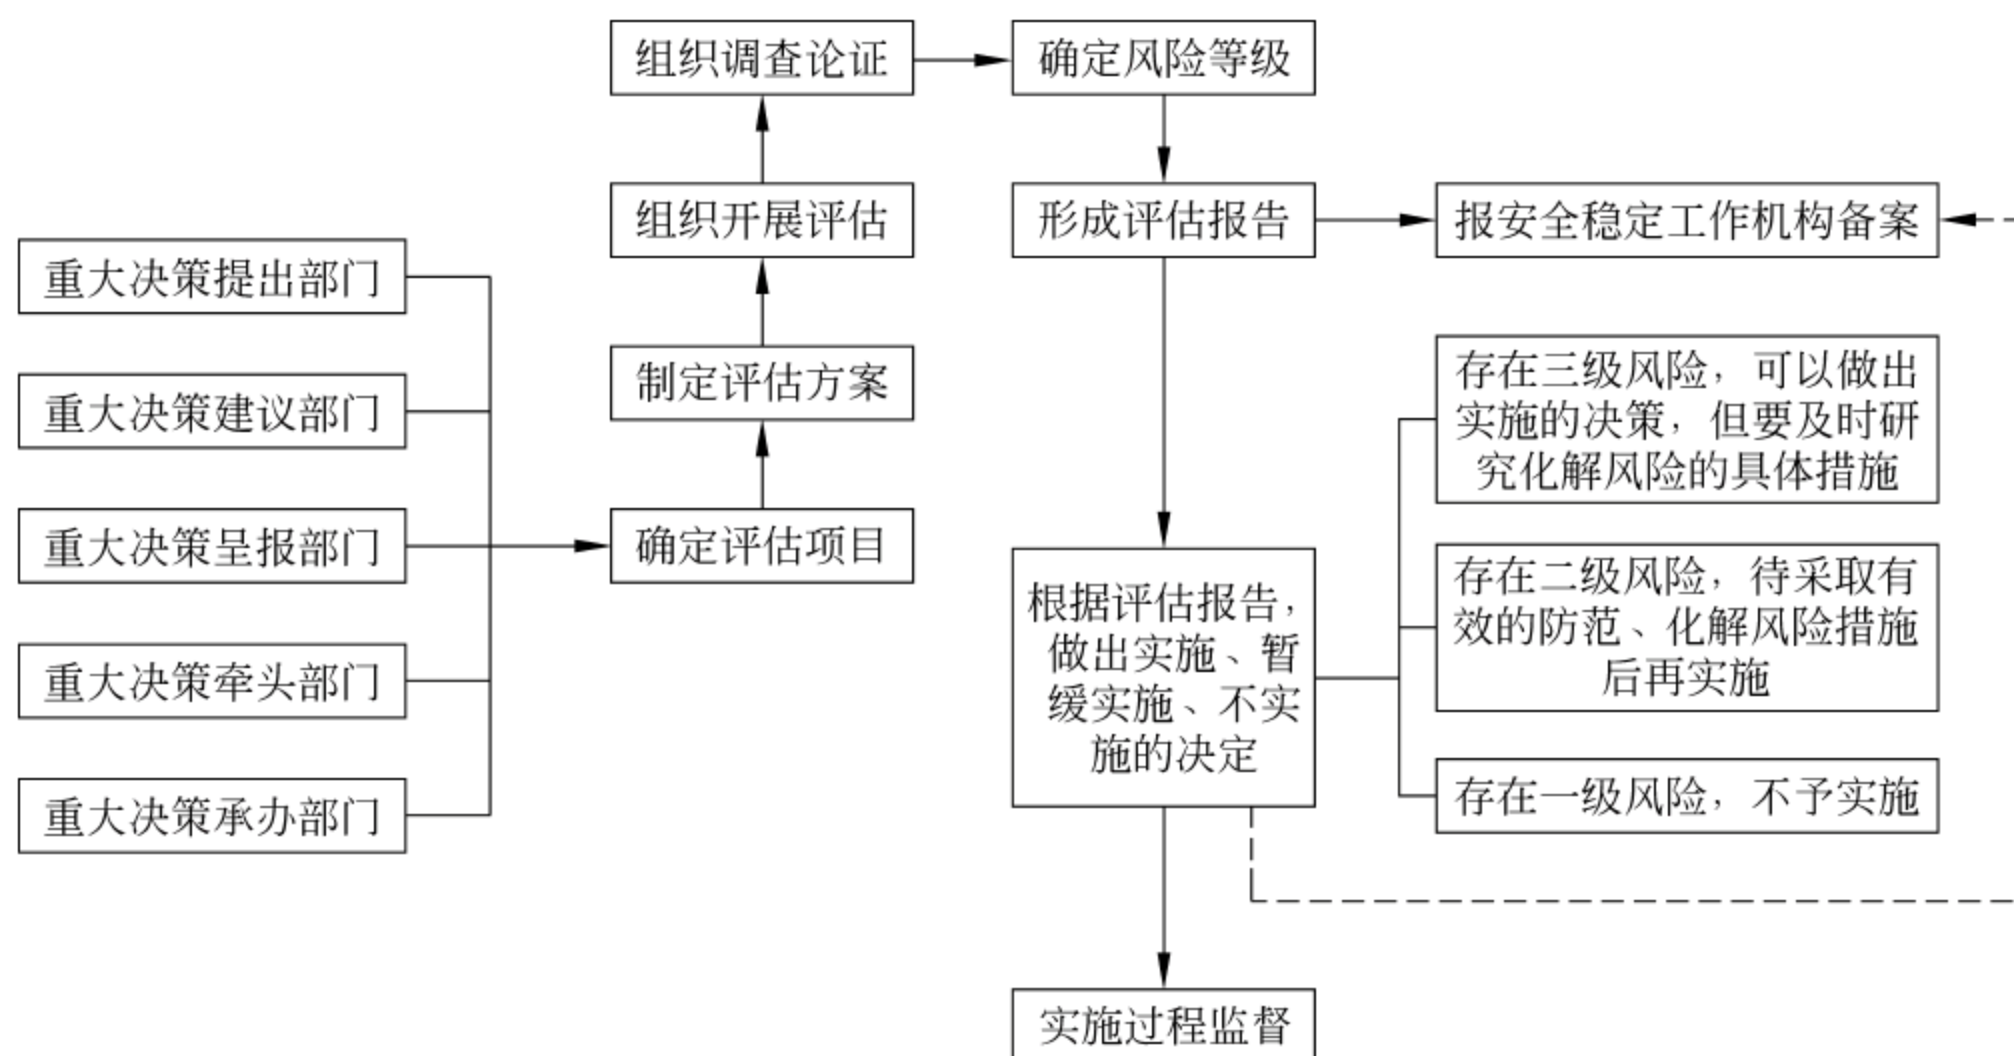 组织调查论证
确定风险等级
组织开展评估
形成评估报告
报安全稳定工作机构备案
重大决策提出部门
重大决策建议部门
重大决策呈报部门
重大决策牵头部门
重大决策承办部门
制定评估方案
确定评估项目
根据评估报告，
做出实施、暂
缓实施、不实
施的决定
存在三级风险，可以做出
实施的决策，但要及时研
究化解风险的具体措施
存在二级风险，待采取有
效的防范、化解风险措施
后再实施
存在一级风险，不予实施
实施过程监督